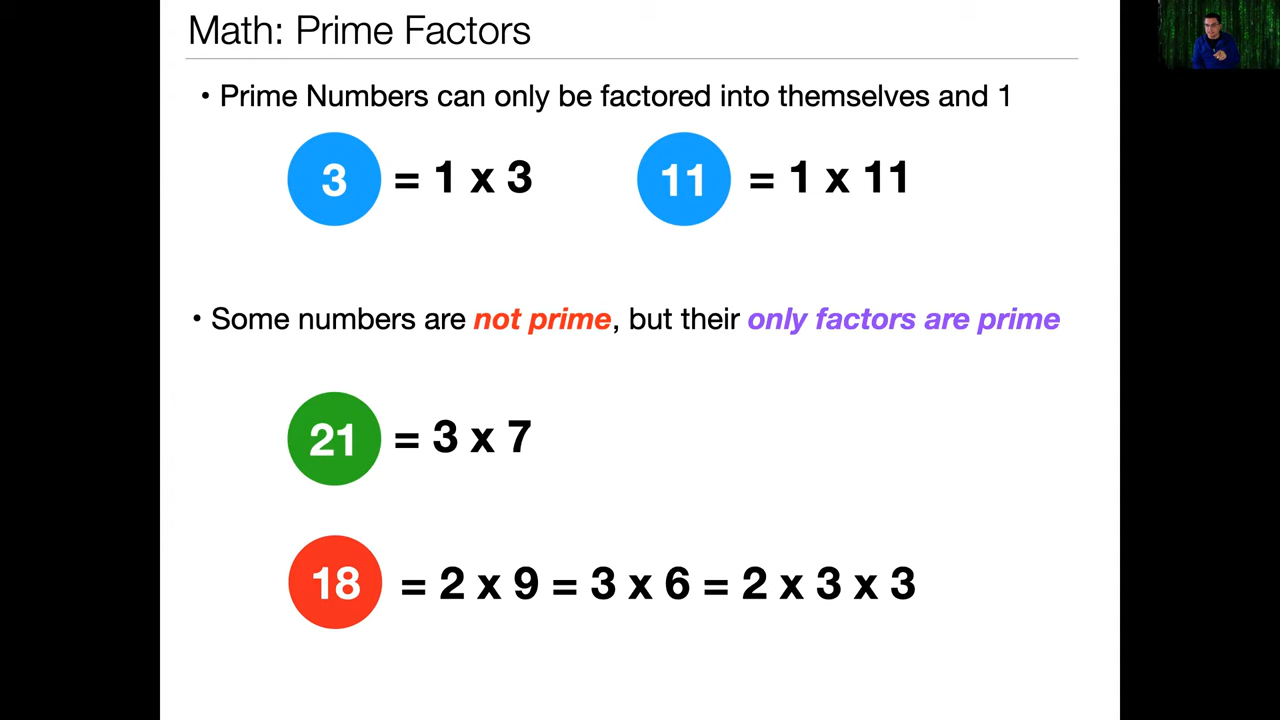 Math: Prime Factors
• Prime Numbers can only be factored into themselves and 1
3 = 1 x 3 11 = 1 x 11
• Some numbers are not prime, but their only factors are prime
21 = 3 x 7
18 = 2 x 9 = 3 x 6 = 2 x 3 x 3